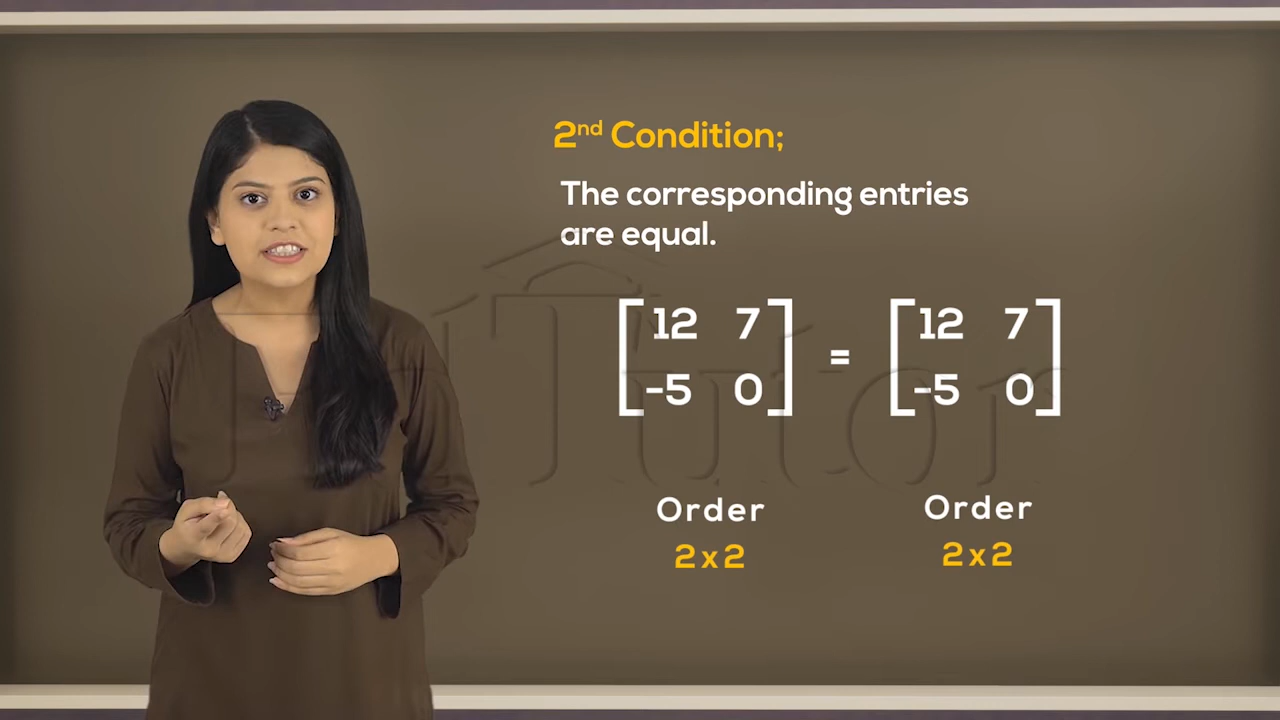 2nd Condition;
The corresponding entries
are equal.
12 7
-5 0
=
12 7
-5 0
Order
2x2
Order
2x2
Tutor